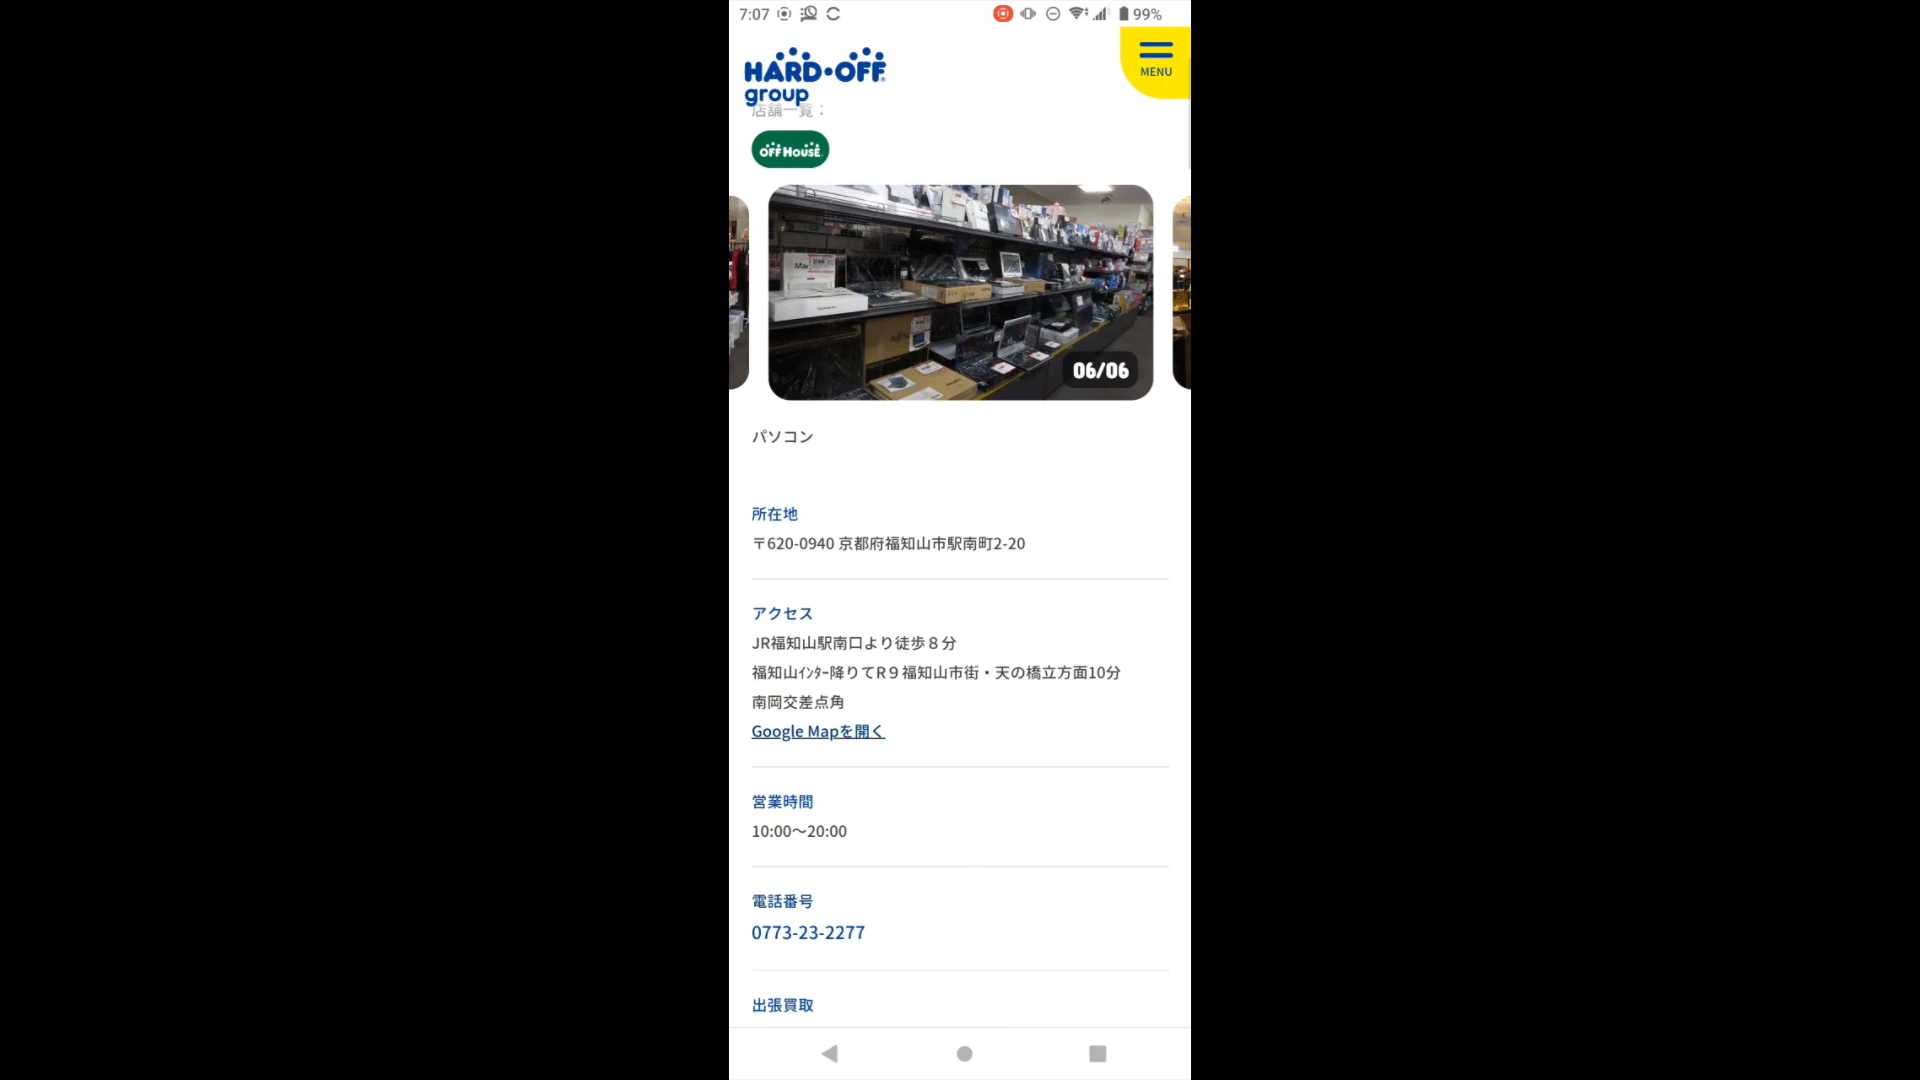 7:07
99%
HARD・OFF
group
MENU
店舗一覧：
OFF HOUSE
06/06
パソコン
所在地
〒620-0940 京都府福知山市駅南町2-20
アクセス
JR福知山駅南口より徒歩８分
福知山ｲﾝﾀｰ降りてR９福知山市街・天の橋立方面10分
南岡交差点角
Google Mapを開く
営業時間
10:00〜20:00
電話番号
0773-23-2277
出張買取